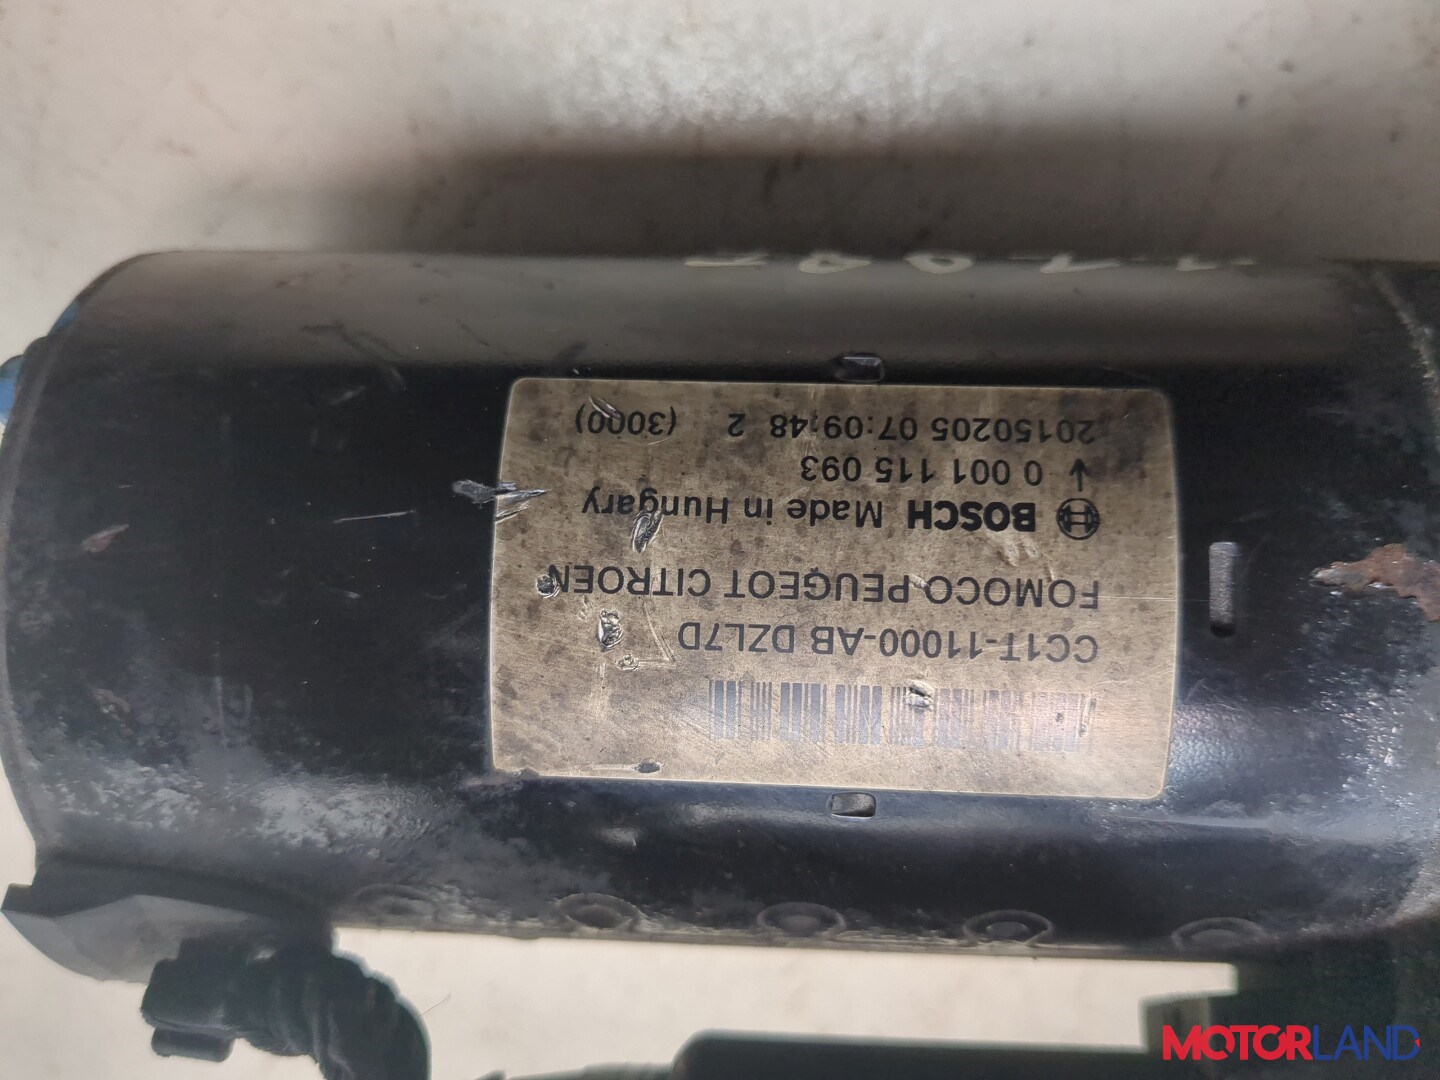 CC1T-11000-AB DZL7D
FOMOCO PEUGEOT CITROEN
BOSCH Made in Hungary
0 001 115 093
20150205 07:09:48 2 (3000)
MOTORLAND